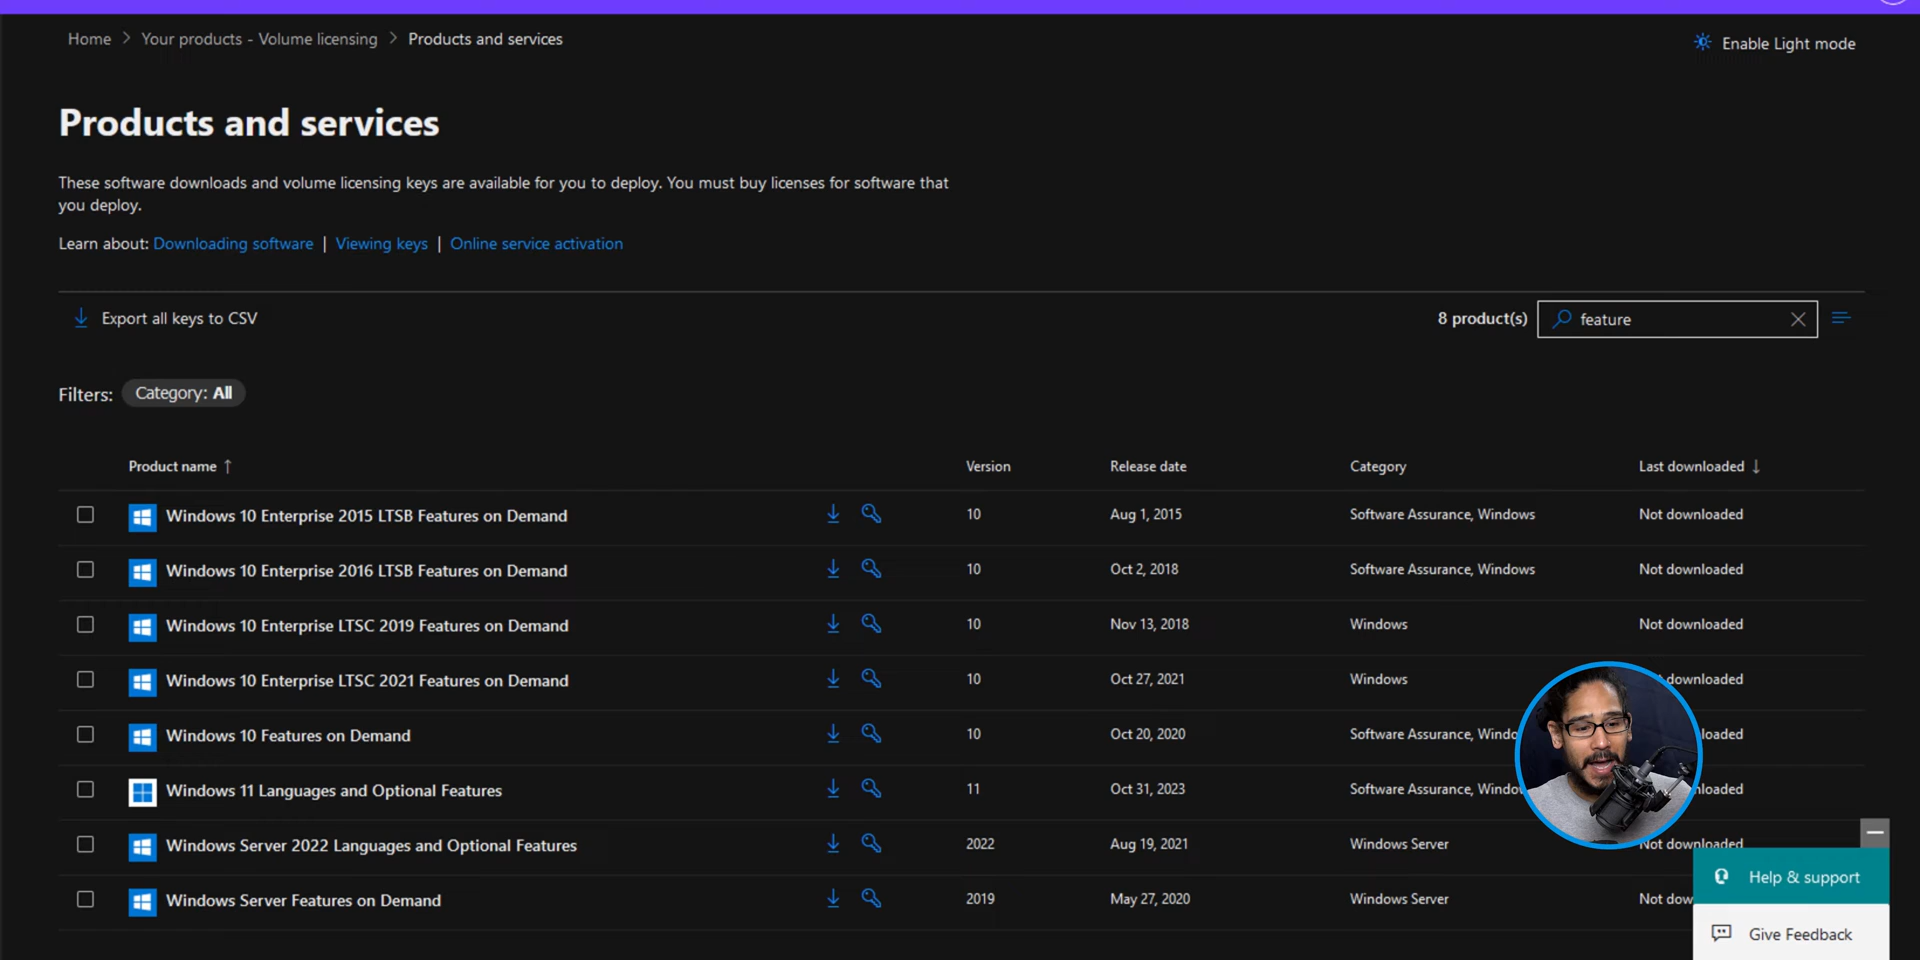 Home > Your products - Volume licensing > Products and services
Enable Light mode
Products and services
These software downloads and volume licensing keys are available for you to deploy. You must buy licenses for software that
you deploy.
Learn about: Downloading software | Viewing keys | Online service activation
Export all keys to CSV
8 product(s) feature
Filters: Category: All
Product name ↑ Version Release date Category Last downloaded ↓
Windows 10 Enterprise 2015 LTSB Features on Demand 10 Aug 1, 2015 Software Assurance, Windows Not downloaded
Windows 10 Enterprise 2016 LTSB Features on Demand 10 Oct 2, 2018 Software Assurance, Windows Not downloaded
Windows 10 Enterprise LTSC 2019 Features on Demand 10 Nov 13, 2018 Windows Not downloaded
Windows 10 Enterprise LTSC 2021 Features on Demand 10 Oct 27, 2021 Windows downloaded
Windows 10 Features on Demand 10 Oct 20, 2020 Software Assurance,
Windows 11 Languages and Optional Features 11 Oct 31, 2023 Software Assurance,
Windows Server 2022 Languages and Optional Features 2022 Aug 19, 2021 Windows Server Not downloaded
Windows Server Features on Demand 2019 May 27, 2020 Windows Server Not
Help & support
Give Feedback